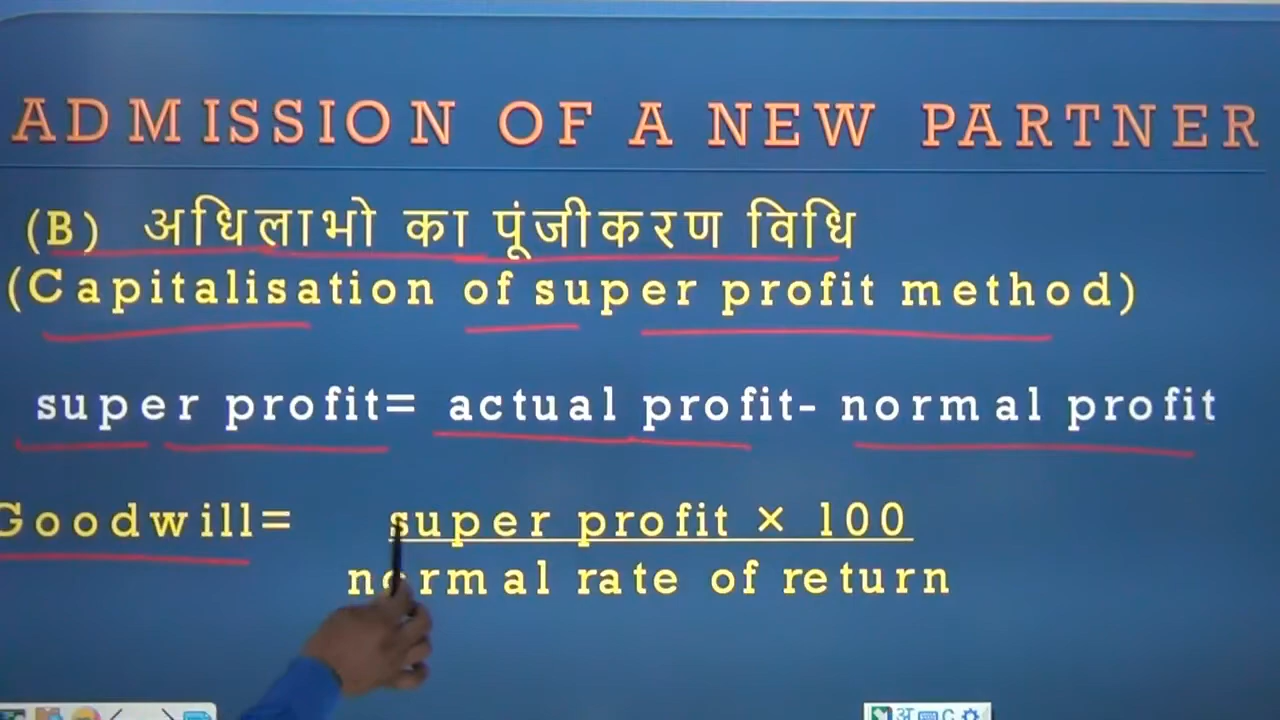 ADMISSION OF A NEW PARTNER
(B) अधिलाभो का पूंजीकरण विधि
(Capitalisation of super profit method)
super profit= actual profit- normal profit
Goodwill= super profit × 100
normal rate of return